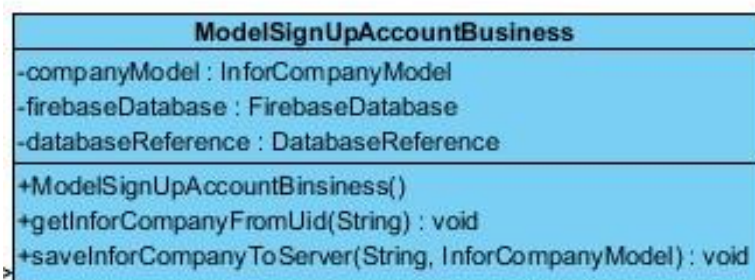 ModelSignUpAccountBusiness
-companyModel : InforCompanyModel
-firebaseDatabase : FirebaseDatabase
-databaseReference : DatabaseReference
+ModelSignUpAccountBinsiness()
+getInforCompanyFromUid(String) : void
+saveInforCompanyToServer(String, InforCompanyModel) : void